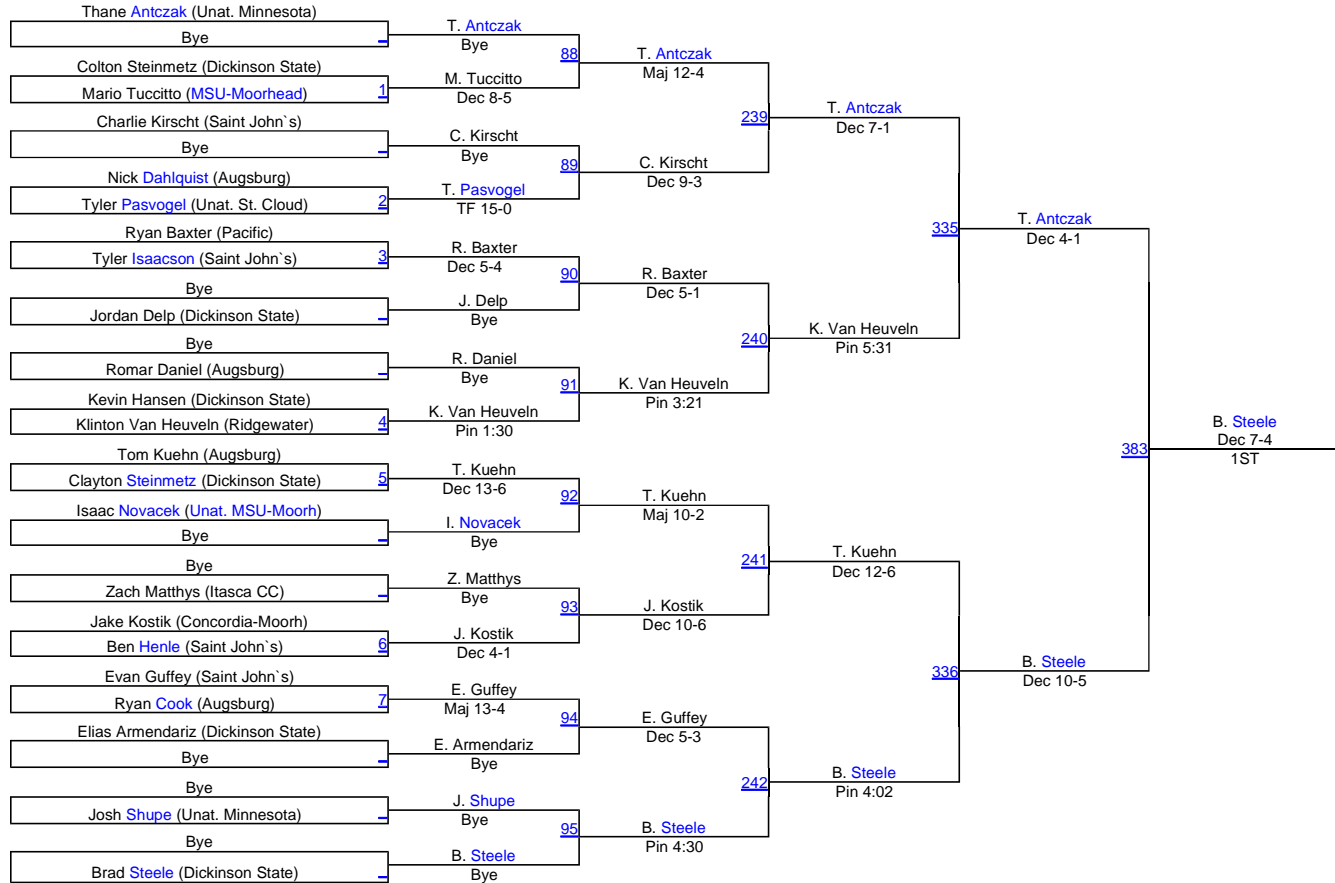 Thane Antczak (Unat. Minnesota)
Bye
Colton Steinmetz (Dickinson State)
Mario Tuccitto (MSU-Moorhead) 1
Charlie Kirscht (Saint John`s)
Bye
Nick Dahlquist (Augsburg)
Tyler Pasvogel (Unat. St. Cloud) 2
Ryan Baxter (Pacific)
Tyler Isaacson (Saint John`s) 3
Bye
Jordan Delp (Dickinson State)
Bye
Romar Daniel (Augsburg)
Kevin Hansen (Dickinson State)
Klinton Van Heuveln (Ridgewater) 4
Tom Kuehn (Augsburg)
Clayton Steinmetz (Dickinson State) 5
Isaac Novacek (Unat. MSU-Moorh)
Bye
Bye
Zach Matthys (Itasca CC)
Jake Kostik (Concordia-Moorh)
Ben Henle (Saint John`s) 6
Evan Guffey (Saint John`s)
Ryan Cook (Augsburg) 7
Elias Armendariz (Dickinson State)
Bye
Bye
Josh Shupe (Unat. Minnesota)
Bye
Brad Steele (Dickinson State)
T. Antczak
Bye
88
M. Tuccitto
Dec 8-5
C. Kirscht
Bye
89
T. Pasvogel
TF 15-0
R. Baxter
Dec 5-4
90
J. Delp
Bye
R. Daniel
Bye
91
K. Van Heuveln
Pin 1:30
T. Kuehn
Dec 13-6
92
I. Novacek
Bye
Z. Matthys
Bye
93
J. Kostik
Dec 4-1
E. Guffey
Maj 13-4
94
E. Armendariz
Bye
J. Shupe
Bye
95
B. Steele
Bye
T. Antczak
Maj 12-4
239
C. Kirscht
Dec 9-3
R. Baxter
Dec 5-1
240
K. Van Heuveln
Pin 3:21
T. Kuehn
Maj 10-2
241
J. Kostik
Dec 10-6
E. Guffey
Dec 5-3
242
B. Steele
Pin 4:30
T. Antczak
Dec 7-1
335
K. Van Heuveln
Pin 5:31
T. Kuehn
Dec 12-6
336
B. Steele
Pin 4:02
T. Antczak
Dec 4-1
383
B. Steele
Dec 10-5
B. Steele
Dec 7-4
1ST